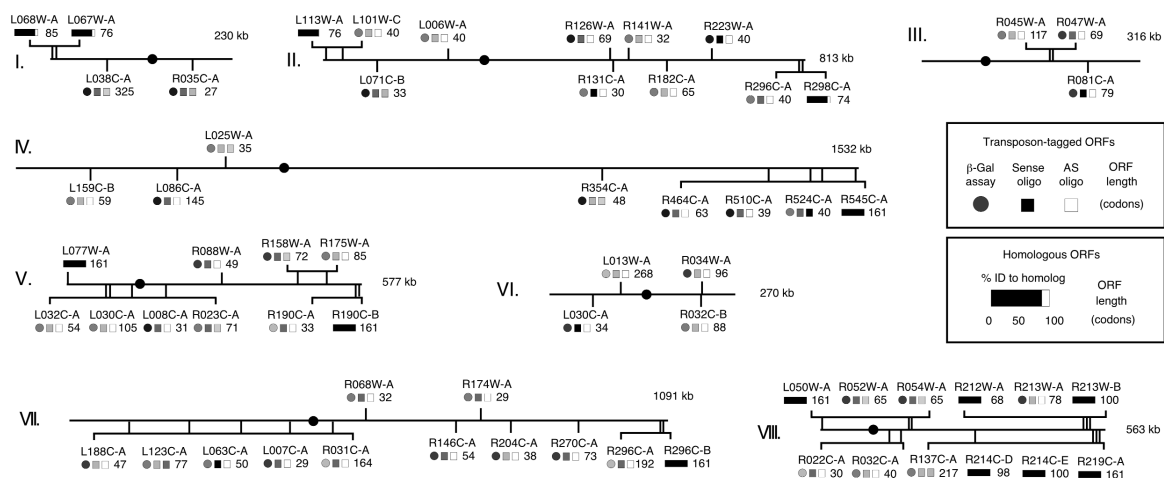 L068W-A L067W-A
85 76
230 kb
I.
L038C-A R035C-A
325 27
L113W-A L101W-C L006W-A R126W-A R141W-A R223W-A
76 40 40 69 32 40
II.
813 kb
L071C-B R131C-A R182C-A R296C-A R298C-A
33 30 65 40 74
R045W-A R047W-A
117 69
III.
316 kb
R081C-A
79
L025W-A
35
IV.
1532 kb
L159C-B L086C-A R354C-A R464C-A R510C-A R524C-A R545C-A
59 145 48 63 39 40 161
Transposon-tagged ORFs
β-Gal assay
Sense oligo
AS oligo
ORF length
(codons)
Homologous ORFs
% ID to homolog
ORF length
0 50 100 (codons)
L077W-A R088W-A R158W-A R175W-A
161 49 72 85
V.
577 kb
L032C-A L030C-A L008C-A R023C-A R190C-A R190C-B
54 105 31 71 33 161
L013W-A R034W-A
268 96
VI.
270 kb
L030C-A R032C-B
34 88
R068W-A R174W-A
32 29
VII.
1091 kb
L188C-A L123C-A L063C-A L007C-A R031C-A R146C-A R204C-A R270C-A R296C-A R296C-B
47 77 50 29 164 54 38 73 192 161
L050W-A R052W-A R054W-A R212W-A R213W-A R213W-B
161 65 65 68 78 100
VIII.
563 kb
R022C-A R032C-A R137C-A R214C-D R214C-E R219C-A
30 40 217 98 100 161